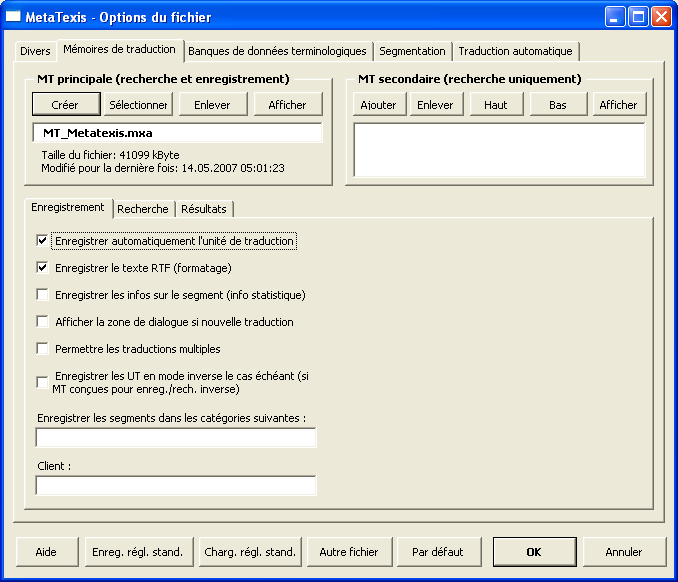 MetaTexis - Options du fichier
Divers
Mémoires de traduction
Banques de données terminologiques
Segmentation
Traduction automatique
MT principale (recherche et enregistrement)
Créer
Sélectionner
Enlever
Afficher
MT_Metatexis.mxa
Taille du fichier: 41099 kByte
Modifié pour la dernière fois: 14.05.2007 05:01:23
MT secondaire (recherche uniquement)
Ajouter
Enlever
Haut
Bas
Afficher
Enregistrement
Recherche
Résultats
Enregistrer automatiquement l'unité de traduction
Enregistrer le texte RTF (formatage)
Enregistrer les infos sur le segment (info statistique)
Afficher la zone de dialogue si nouvelle traduction
Permettre les traductions multiples
Enregistrer les UT en mode inverse le cas échéant (si
MT conçues pour enreg./rech. inverse)
Enregistrer les segments dans les catégories suivantes :
Client :
Aide
Enreg. régl. stand.
Charg. régl. stand.
Autre fichier
Par défaut
OK
Annuler